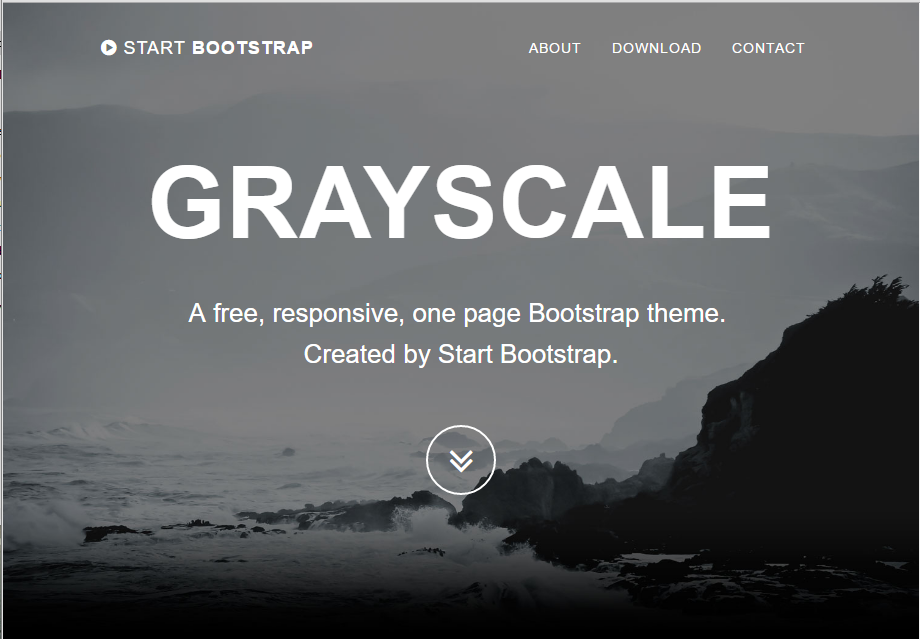 START BOOTSTRAP
ABOUT DOWNLOAD CONTACT
GRAYSCALE
A free, responsive, one page Bootstrap theme.
Created by Start Bootstrap.